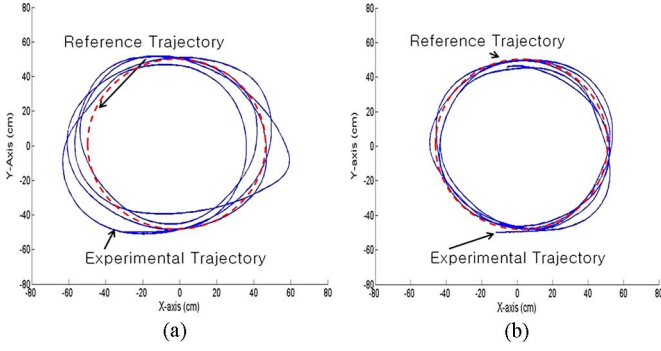 80
60
40
20
0
-20
-40
-60
-80
-80 -60 -40 -20 0 20 40 60 80
Y-Axis (cm)
X-axis (cm)
Reference Trajectory
Experimental Trajectory
(a)
80
60
40
20
0
-20
-40
-60
-80
-80 -60 -40 -20 0 20 40 60 80
Y-axis (cm)
X-axis (cm)
Reference Trajectory
Experimental Trajectory
(b)